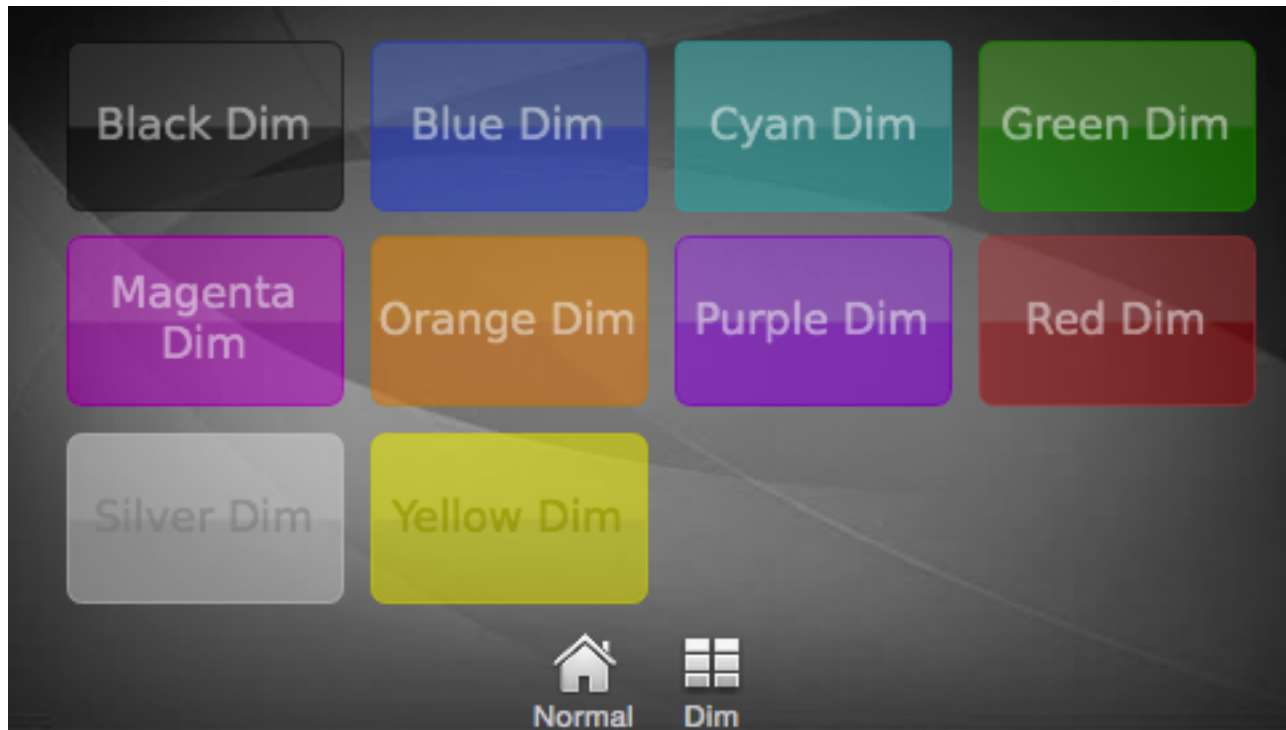 Black Dim
Blue Dim
Cyan Dim
Green Dim
Magenta
Dim
Orange Dim
Purple Dim
Red Dim
Silver Dim
Yellow Dim
Normal
Dim